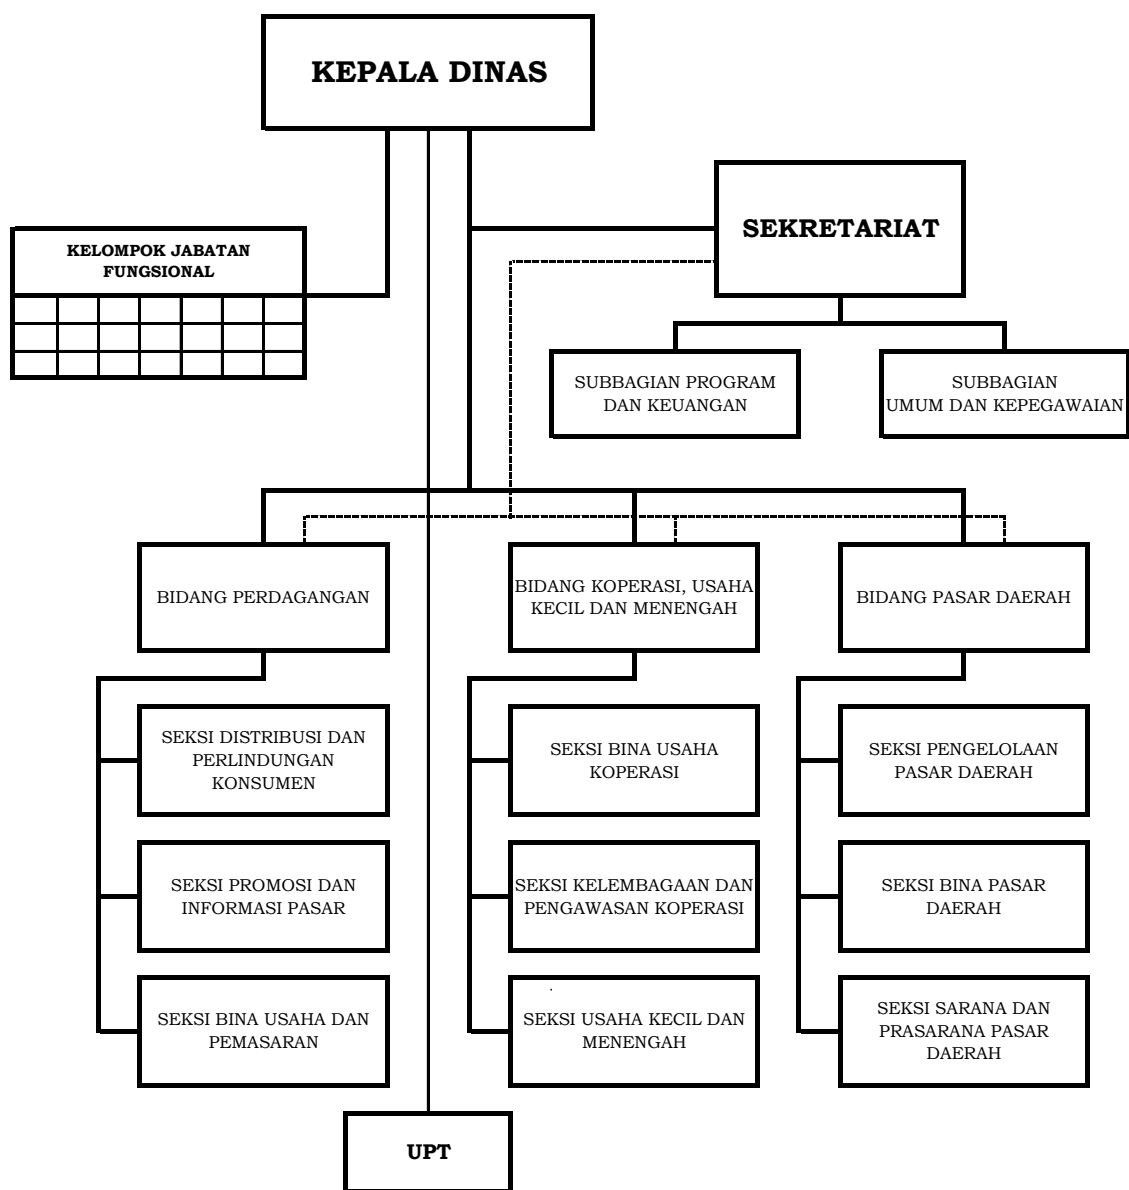 KEPALA DINAS
SEKRETARIAT
KELOMPOK JABATAN
FUNGSIONAL
SUBBAGIAN PROGRAM
DAN KEUANGAN
SUBBAGIAN
UMUM DAN KEPEGAWAIAN
BIDANG PERDAGANGAN
BIDANG KOPERASI, USAHA
KECIL DAN MENENGAH
BIDANG PASAR DAERAH
SEKSI DISTRIBUSI DAN
PERLINDUNGAN
KONSUMEN
SEKSI BINA USAHA
KOPERASI
SEKSI PENGELOLAAN
PASAR DAERAH
SEKSI PROMOSI DAN
INFORMASI PASAR
SEKSI KELEMBAGAAN DAN
PENGAWASAN KOPERASI
SEKSI BINA PASAR
DAERAH
SEKSI BINA USAHA DAN
PEMASARAN
SEKSI USAHA KECIL DAN
MENENGAH
SEKSI SARANA DAN
PRASARANA PASAR
DAERAH
UPT